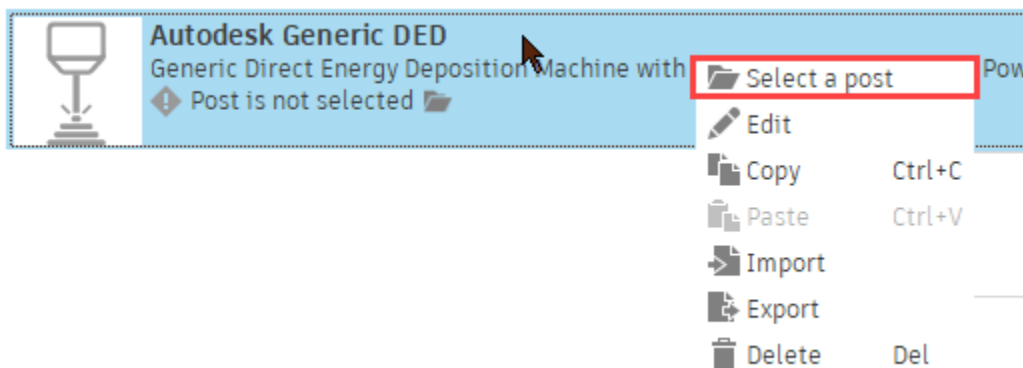 Autodesk Generic DED
Generic Direct Energy Deposition Machine with
Post is not selected
Select a post
Edit
Copy Ctrl+C
Paste Ctrl+V
Import
Export
Delete Del